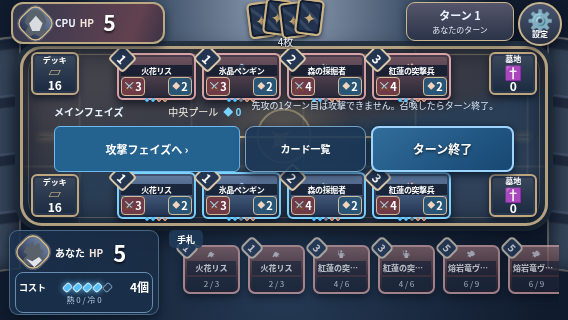 CPU HP 5
4枚
ターン 1
あなたのターン
設定
デッキ
16
1
火花リス
3
2
1
氷晶ペンギン
3
2
2
森の採掘者
4
2
3
紅蓮の突撃兵
4
2
墓地
0
メインフェイズ
中央プール 0
先攻の1ターン目は攻撃できません。召喚したらターン終了。
攻撃フェイズへ ›
カード一覧
ターン終了
デッキ
16
1
火花リス
3
2
1
氷晶ペンギン
3
2
2
森の採掘者
4
2
3
紅蓮の突撃兵
4
2
墓地
0
あなた HP 5
コスト 4個
熱 0 / 冷 0
手札
1
火花リス
2 / 3
1
火花リス
2 / 3
3
紅蓮の突…
4 / 6
3
紅蓮の突…
4 / 6
5
熔岩竜ヴ…
6 / 9
5
熔岩竜ヴ…
6 / 9